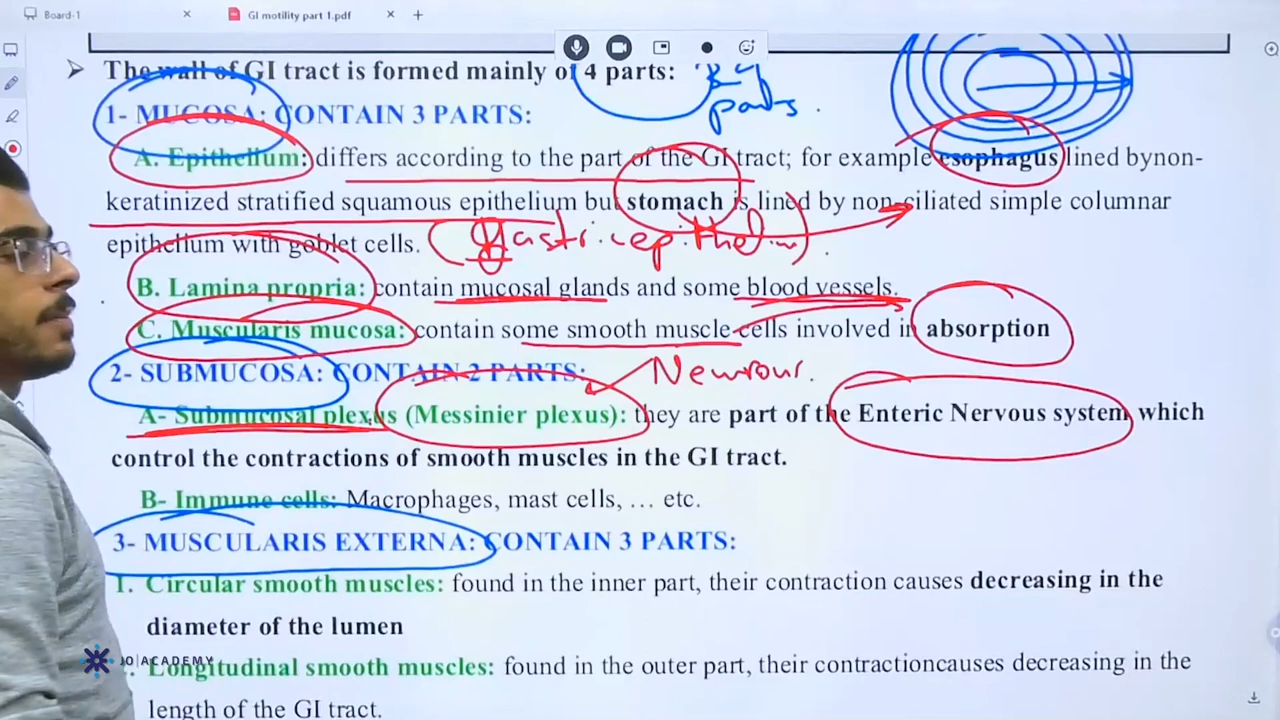 Board-1
GI motility part 1.pdf
The wall of GI tract is formed mainly of 4 parts:
parts
1- MUCOSA: CONTAIN 3 PARTS:
A. Epithelium: differs according to the part of the GI tract; for example esophagus lined bynon-
keratinized stratified squamous epithelium but stomach is lined by non-ciliated simple columnar
epithelium with goblet cells.
(Gastric epithelium)
B. Lamina propria: contain mucosal glands and some blood vessels.
C. Muscularis mucosa: contain some smooth muscle cells involved in absorption
2- SUBMUCOSA: CONTAIN 2 PARTS:
A- Submucosal plexus (Messinier plexus): they are part of the Enteric Nervous system which
control the contractions of smooth muscles in the GI tract.
B- Immune cells: Macrophages, mast cells, … etc.
3- MUSCULARIS EXTERNA: CONTAIN 3 PARTS:
1. Circular smooth muscles: found in the inner part, their contraction causes decreasing in the
diameter of the lumen
Longitudinal smooth muscles: found in the outer part, their contractioncauses decreasing in the
length of the GI tract.
JO|ACADEMY